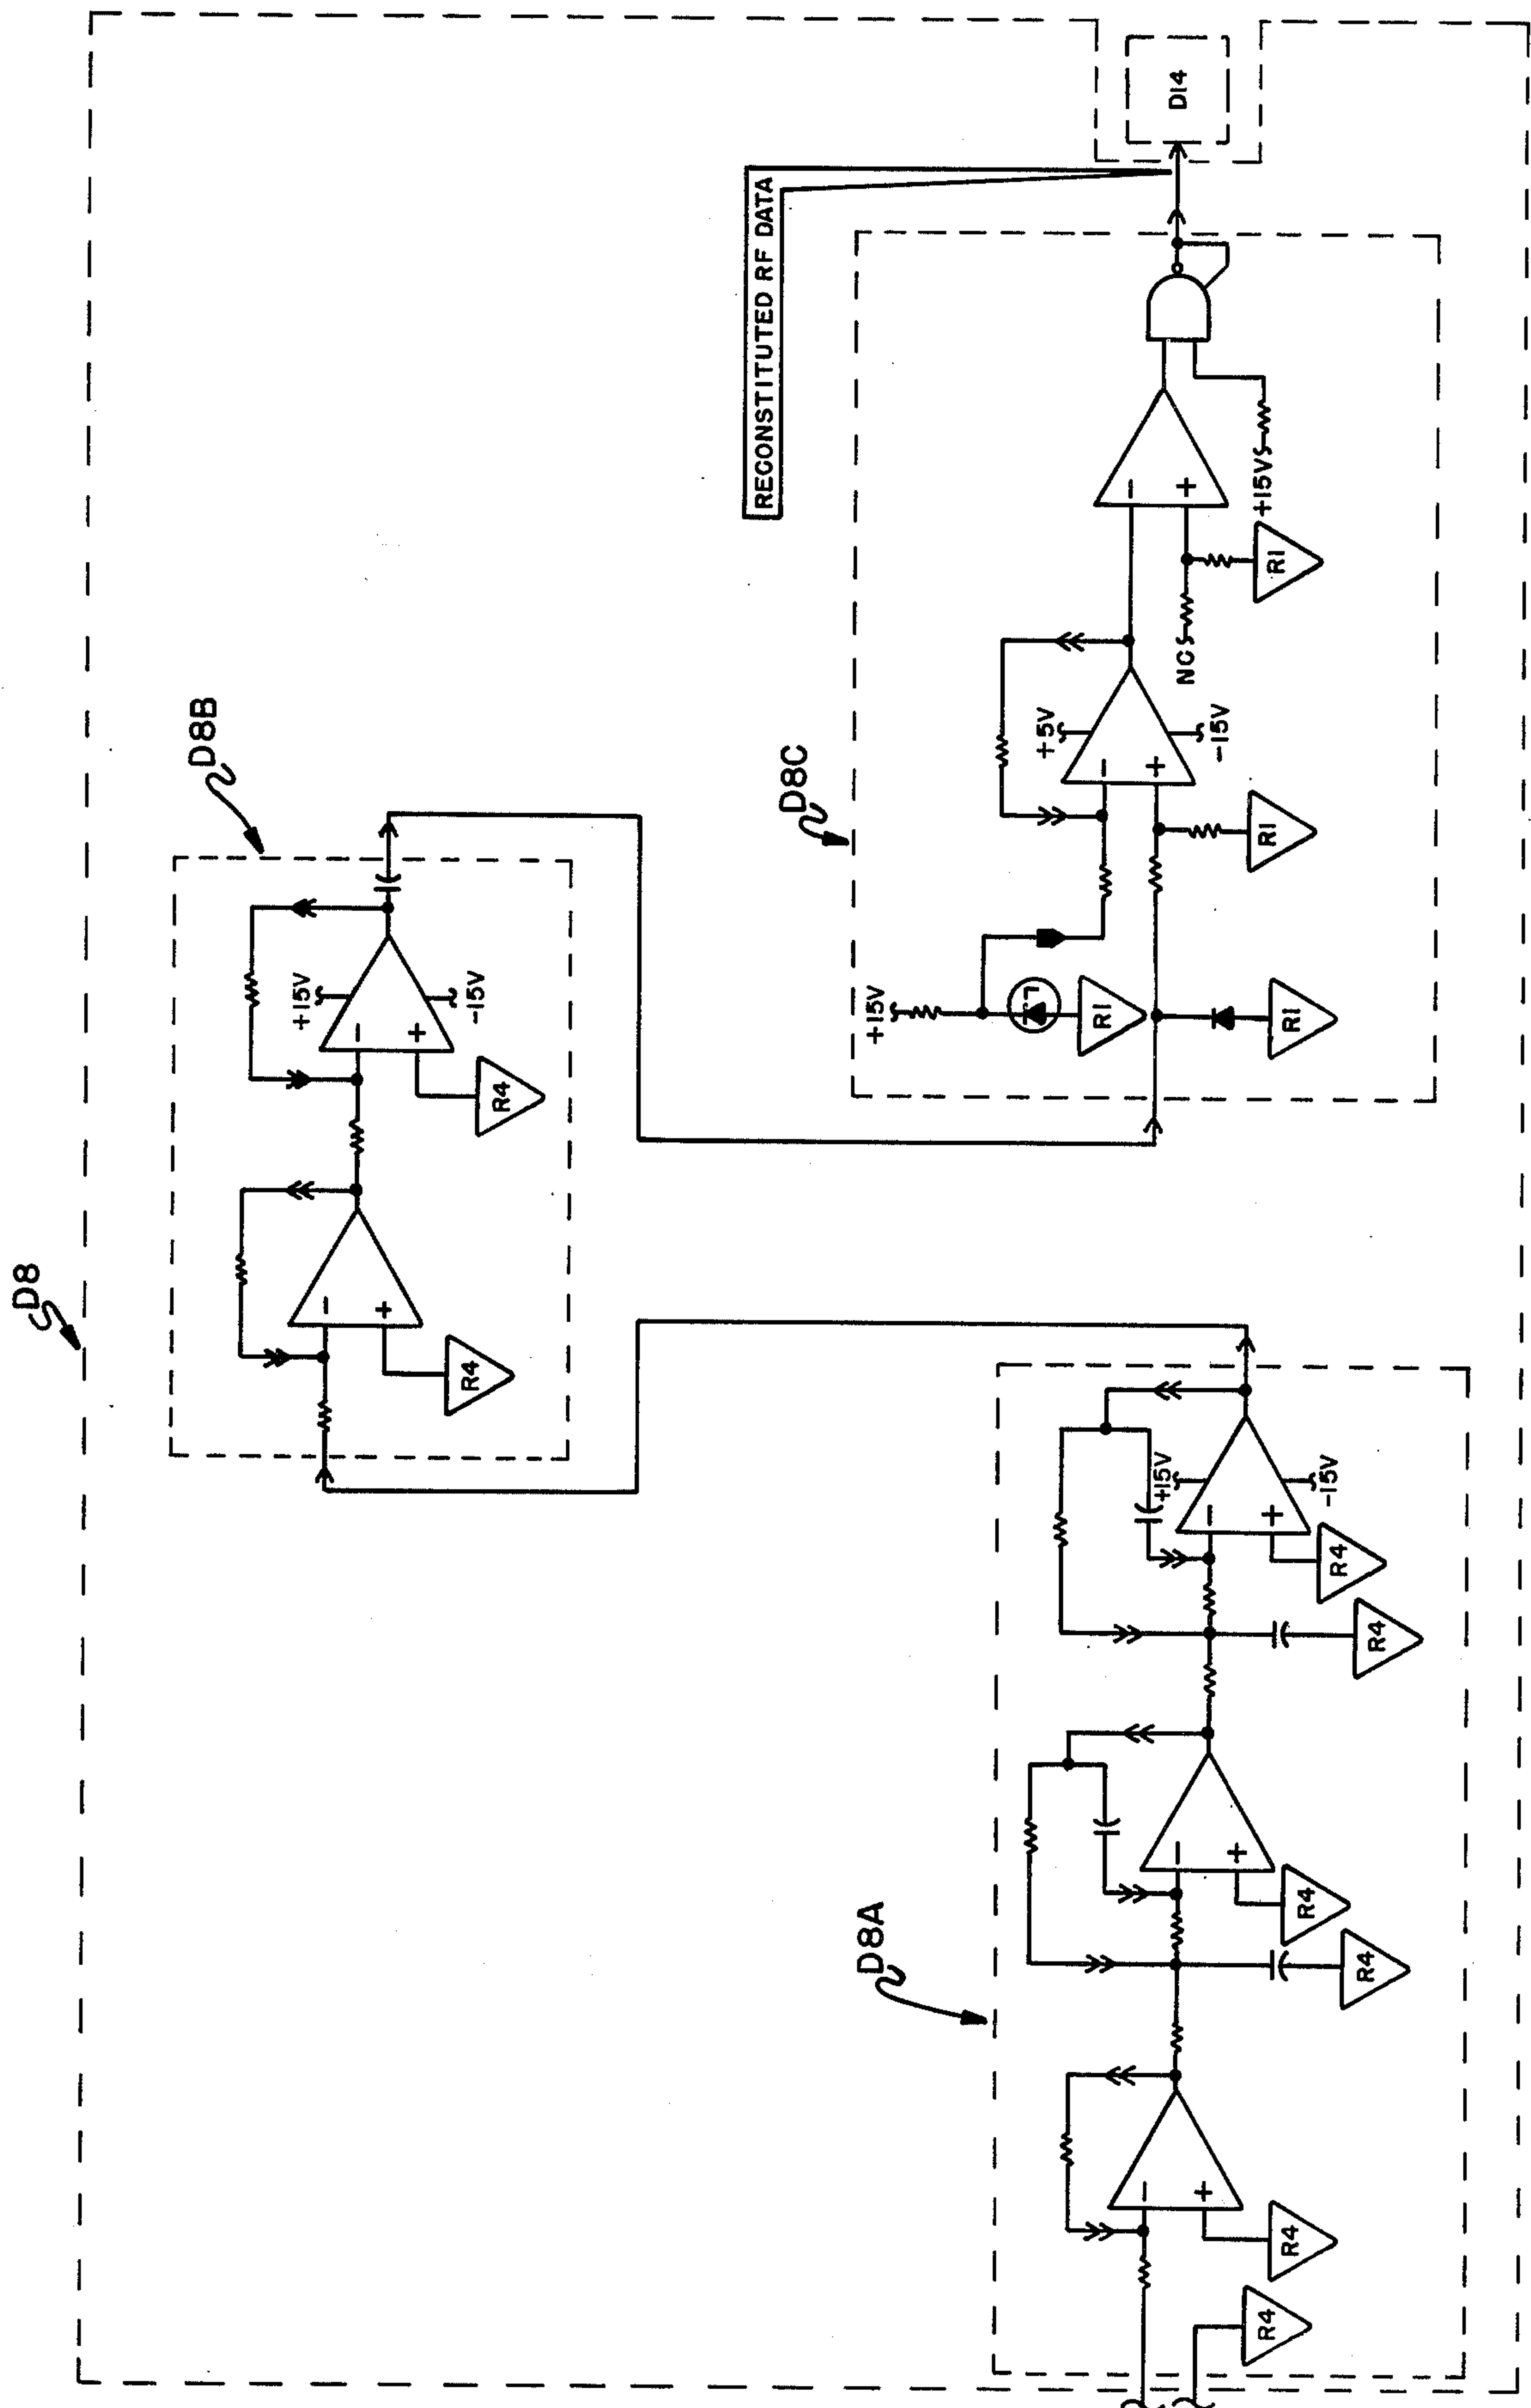 D8
D8B
+15V
-15V
R4
R4
RECONSTITUTED RF DATA
D14
D8C
+15V
R1
R1
+5V
-15V
R1
NC
R1
+15V
D8A
R4
R4
R4
R4
+15V
-15V
R4
R4